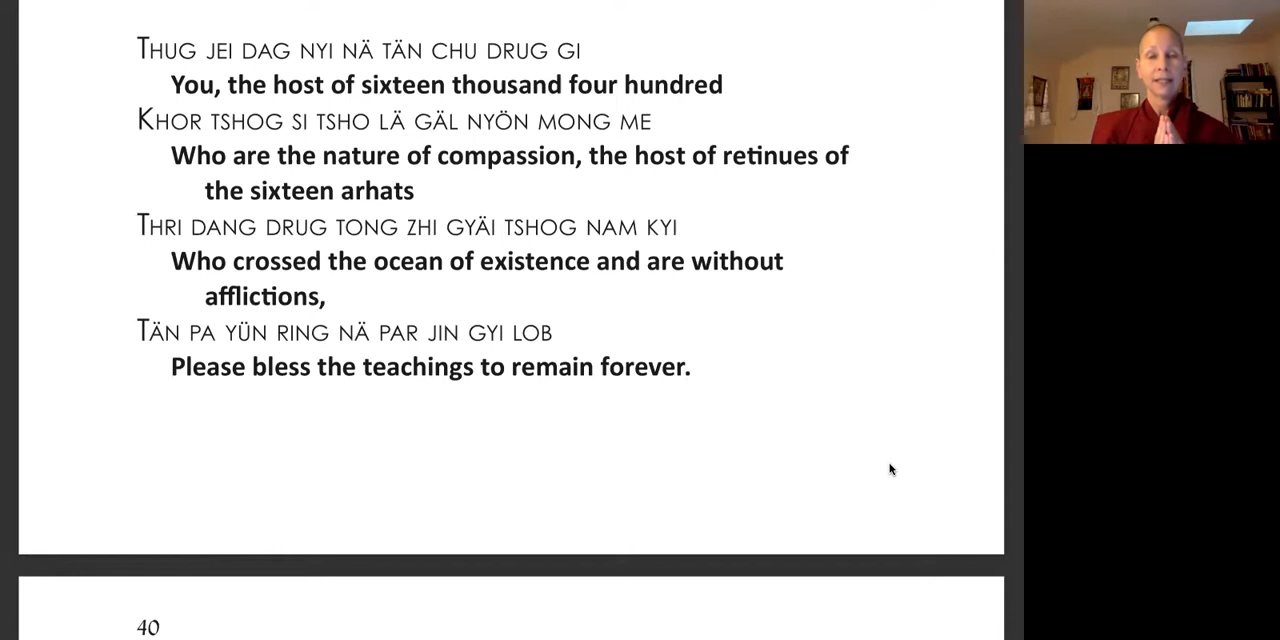 THUG JEI DAG NYI NÄ TÄN CHU DRUG GI
You, the host of sixteen thousand four hundred
KHOR TSHOG SI TSHO LÄ GÄL NYÖN MONG ME
Who are the nature of compassion, the host of retinues of
the sixteen arhats
THRI DANG DRUG TONG ZHI GYÄI TSHOG NAM KYI
Who crossed the ocean of existence and are without
afflictions,
TÄN PA YÜN RING NÄ PAR JIN GYI LOB
Please bless the teachings to remain forever.
40